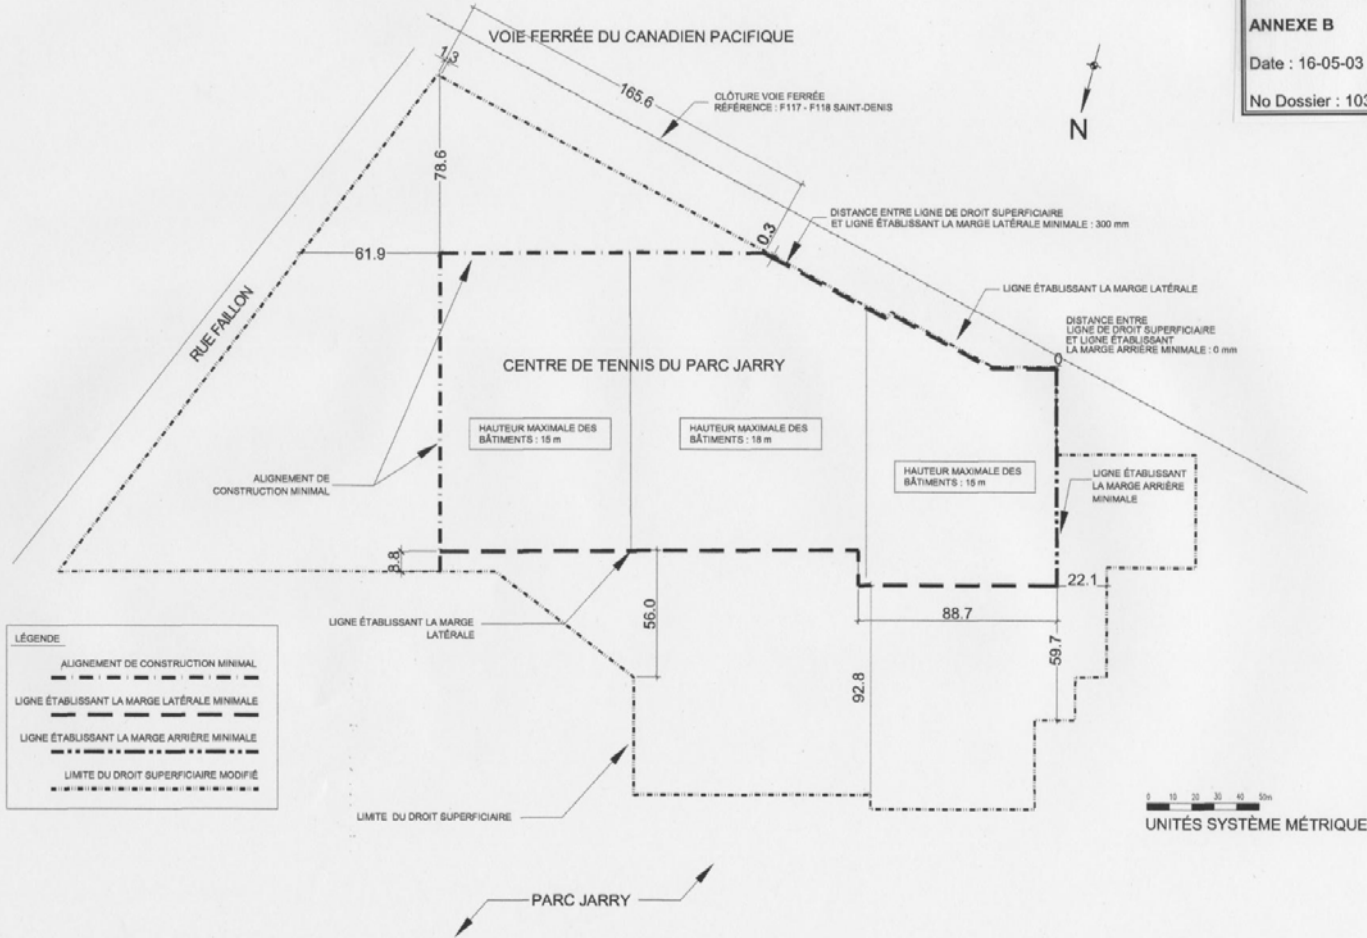 ANNEXE B
Date : 16-05-03
No Dossier : 103
VOIE FERRÉE DU CANADIEN PACIFIQUE
1.3
165.6
CLÔTURE VOIE FERRÉE
RÉFÉRENCE : F117 - F118 SAINT-DENIS
N
78.6
DISTANCE ENTRE LIGNE DE DROIT SUPERFICIAIRE
ET LIGNE ÉTABLISSANT LA MARGE LATÉRALE MINIMALE : 300 mm
0.3
61.9
RUE FAILLON
LIGNE ÉTABLISSANT LA MARGE LATÉRALE
DISTANCE ENTRE
LIGNE DE DROIT SUPERFICIAIRE
ET LIGNE ÉTABLISSANT
LA MARGE ARRIÈRE MINIMALE : 0 mm
0
CENTRE DE TENNIS DU PARC JARRY
HAUTEUR MAXIMALE DES
BÂTIMENTS :
HAUTEUR MAXIMALE DES
BÂTIMENTS : 18 m
HAUTEUR MAXIMALE DES
BÂTIMENTS :
ALIGNEMENT DE
CONSTRUCTION MINIMAL
LIGNE ÉTABLISSANT
LA MARGE ARRIÈRE
MINIMALE
8.8
22.1
88.7
56.0
59.7
92.8
LIGNE ÉTABLISSANT LA MARGE
LATÉRALE
LÉGENDE
ALIGNEMENT DE CONSTRUCTION MINIMAL
LIGNE ÉTABLISSANT LA MARGE LATÉRALE MINIMALE
LIGNE ÉTABLISSANT LA MARGE ARRIÈRE MINIMALE
LIMITE DU DROIT SUPERFICIAIRE MODIFIÉ
LIMITE DU DROIT SUPERFICIAIRE
0 10 20 30 40 50m
UNITÉS SYSTÈME MÉTRIQUE
PARC JARRY